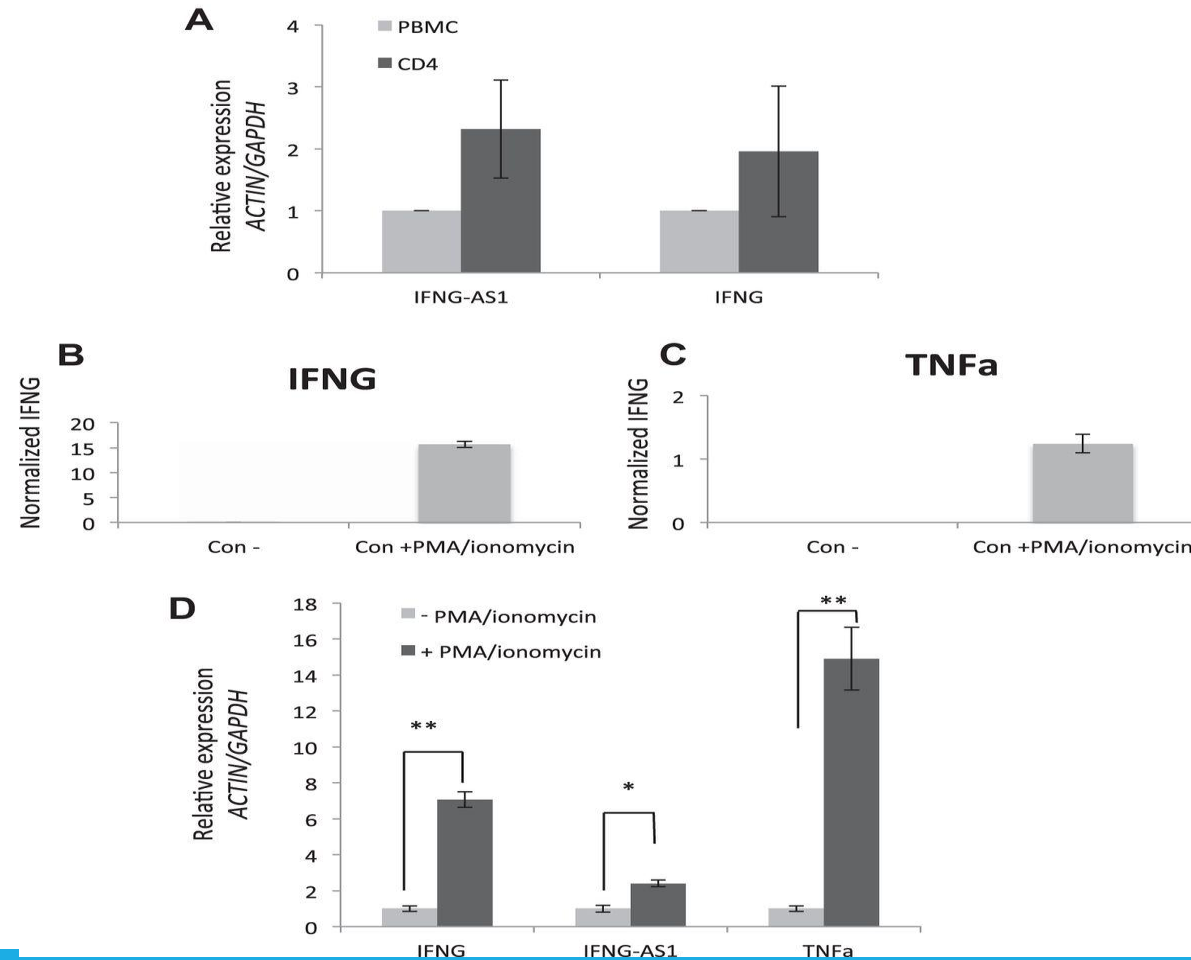 A
4
3
2
1
0
Relative expression
ACTIN/GAPDH
PBMC
CD4
IFNG-AS1 IFNG
B
IFNG
Normalized IFNG
20
15
10
5
0
Con - Con +PMA/ionomycin
C
TNFa
Normalized IFNG
2
1
0
Con - Con +PMA/ionomycin
D
18
16
14
12
10
8
6
4
2
0
Relative expression
ACTIN/GAPDH
- PMA/ionomycin
+ PMA/ionomycin
**
*
**
IFNG IFNG-AS1 TNFa